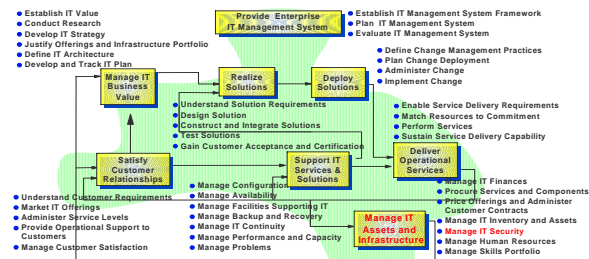 Establish IT Value
Conduct Research
Develop IT Strategy
Justify Offerings and Infrastructure Portfolio
Define IT Architecture
Develop and Track IT Plan
Provide Enterprise
IT Management System
Establish IT Management System Framework
Plan IT Management System
Evaluate IT Management System
Manage IT
Business
Value
Realize
Solutions
Deploy
Solutions
Define Change Management Practices
Plan Change Deployment
Administer Change
Implement Change
Understand Solution Requirements
Design Solution
Construct and Integrate Solutions
Test Solutions
Gain Customer Acceptance and Certification
Enable Service Delivery Requirements
Match Resources to Commitment
Perform Services
Sustain Service Delivery Capability
Satisfy
Customer
Relationships
Support IT
Services &
Solutions
Deliver
Operational
Services
Understand Customer Requirements
Market IT Offerings
Administer Service Levels
Provide Operational Support to
Customers
Manage Customer Satisfaction
Manage Configuration
Manage Availability
Manage Facilities Supporting IT
Manage Backup and Recovery
Manage IT Continuity
Manage Performance and Capacity
Manage Problems
Manage IT
Assets and
Infrastructure
Manage IT Finances
Procure Services and Components
Price Offerings and Administer
Customer Contracts
Manage IT Inventory and Assets
Manage IT Security
Manage Human Resources
Manage Skills Portfolio